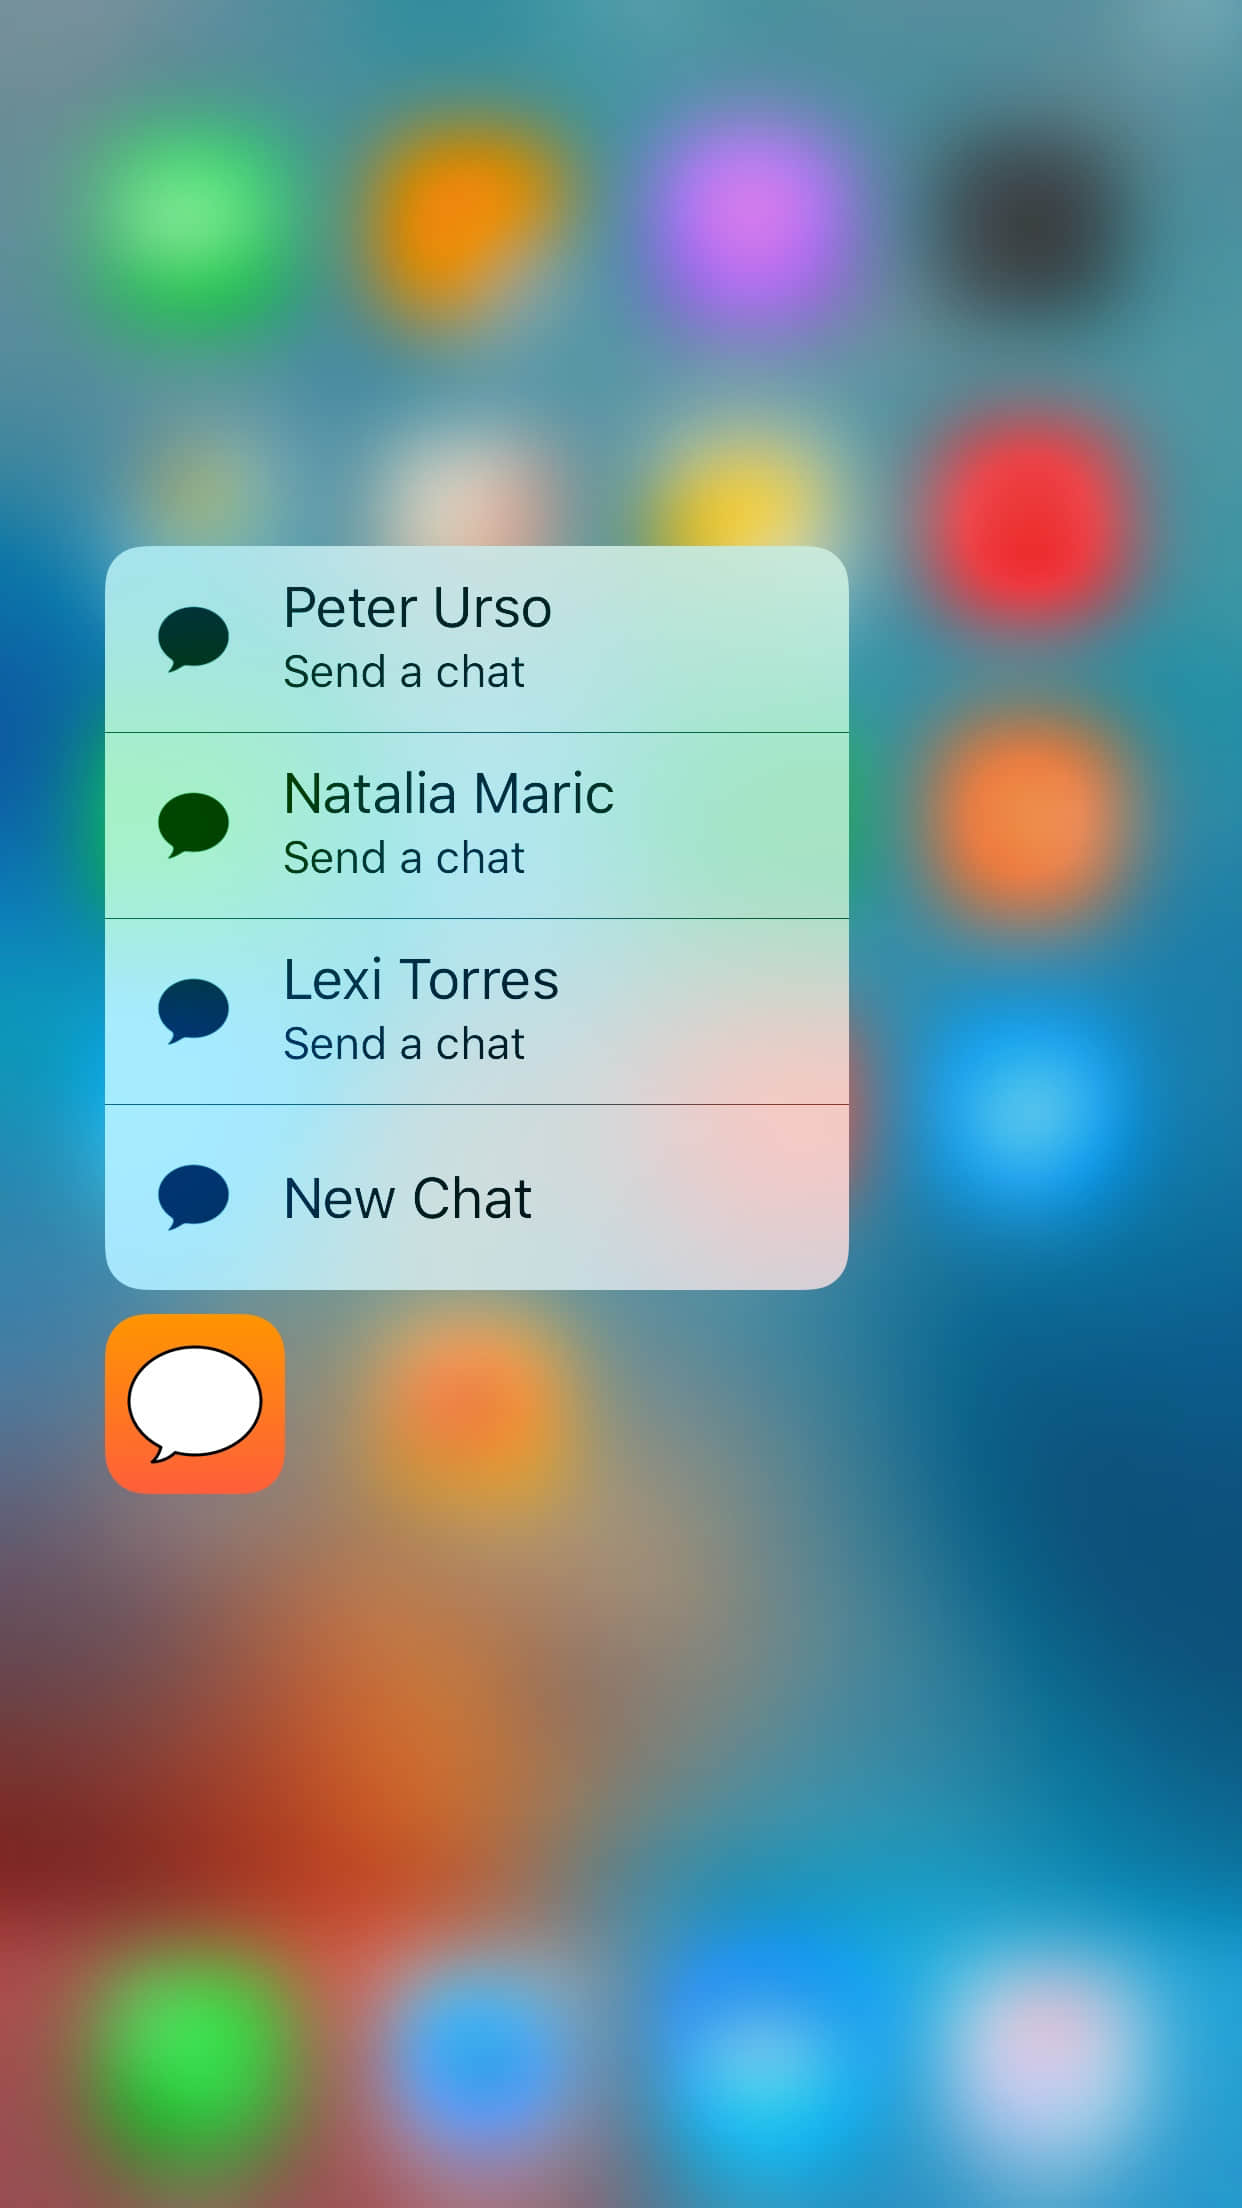 Peter Urso
Send a chat
Natalia Maric
Send a chat
Lexi Torres
Send a chat
New Chat